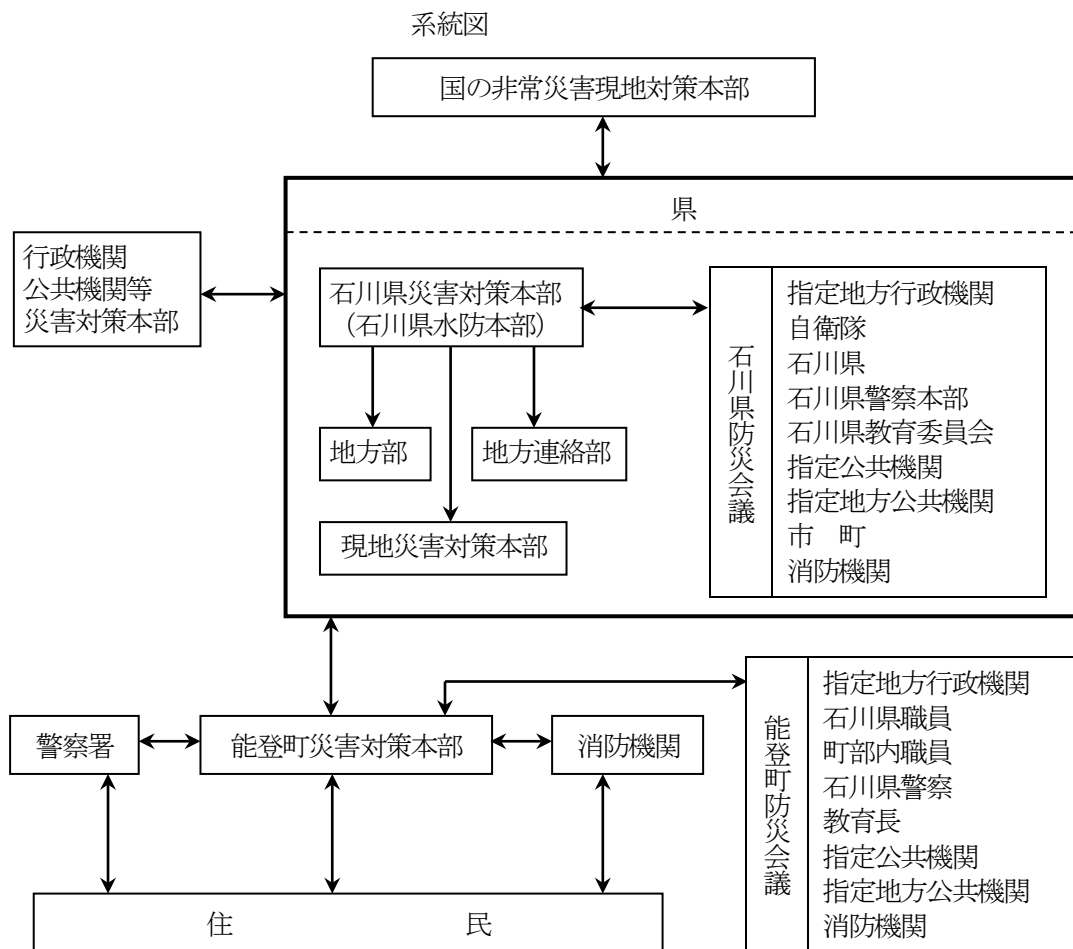 系統図
国の非常災害現地対策本部
県
行政機関
公共機関等
災害対策本部
石川県災害対策本部
(石川県水防本部)
地方部
地方連絡部
現地災害対策本部
石川県防災会議
指定地方行政機関
自衛隊
石川県
石川県警察本部
石川県教育委員会
指定公共機関
指定地方公共機関
市　町
消防機関
警察署
能登町災害対策本部
消防機関
住　民
能登町防災会議
指定地方行政機関
石川県職員
町部内職員
石川県警察
教育長
指定公共機関
指定地方公共機関
消防機関